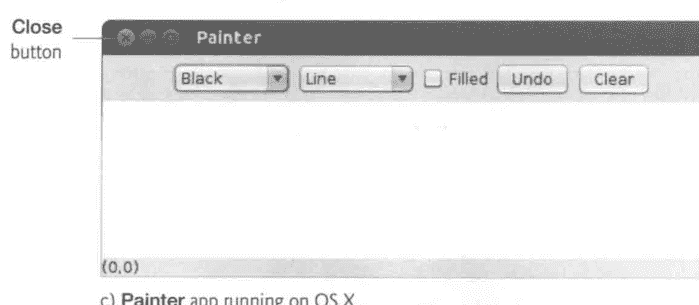 Close
button
Painter
Black Line Filled Undo Clear
(0,0)
c) Painter app running on OS X